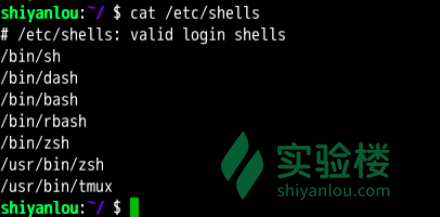 shiyanlou:~/ $ cat /etc/shells
# /etc/shells: valid login shells
/bin/sh
/bin/dash
/bin/bash
/bin/rbash
/bin/zsh
/usr/bin/zsh
/usr/bin/tmux
shiyanlou:~/ $
实验楼
shiyanlou.com